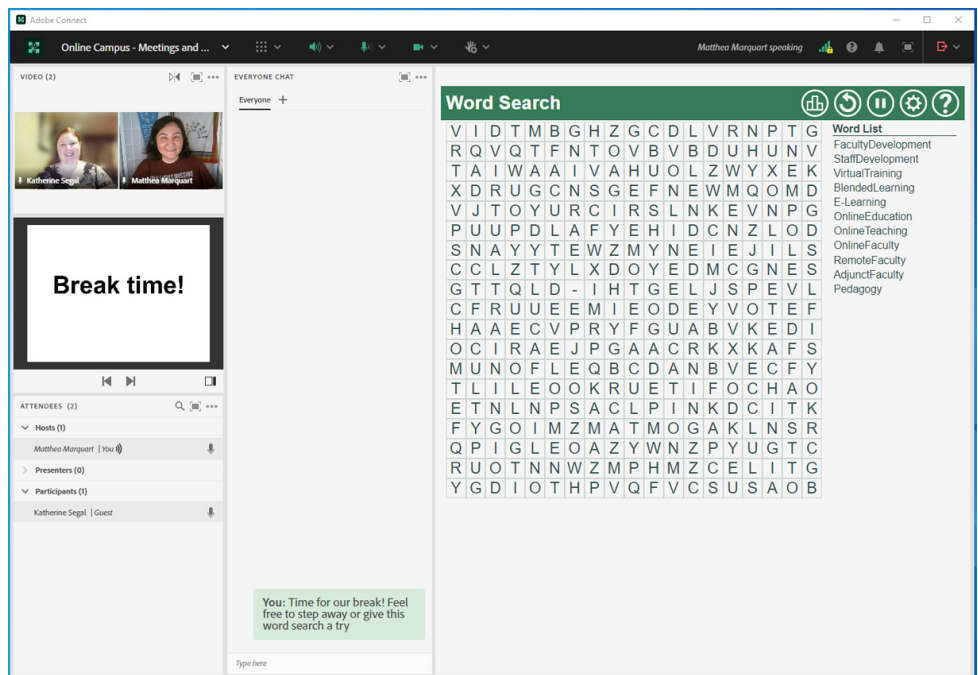 Adobe Connect
Online Campus - Meetings and ...
Matthea Marquart speaking
VIDEO (2)
Katherine Segal
Matthea Marquart
Break time!
ATTENDEES (2)
Hosts (1)
Matthea Marquart | You
Presenters (0)
Participants (1)
Katherine Segal | Guest
EVERYONE CHAT
Everyone
You: Time for our break! Feel
free to step away or give this
word search a try
Type here
Word Search
V I D T M B G H Z G C D L V R N P T G
R Q V Q T F N T O V B V B D U H U N V
T A I W A A I V A H U O L Z W Y X E K
X D R U G C N S G E F N E W M Q O M D
V J T O Y U R C I R S L N K E V N P G
P U U P D L A F Y E H I D C N Z L O D
S N A Y Y T E W Z M Y N E I E J I L S
C C L Z T Y L X D O Y E D M C G N E S
G T T Q L D - I H T G E L J S P E V L
C F R U U E E M I E O D E Y V O T E F
H A A E C V P R Y F G U A B V K E D I
O C I R A E J P G A A C R K X K A F S
M U N O F L E Q B C D A N B V E C F Y
T L I L E O O K R U E T I F O C H A O
E T N L N P S A C L P I N K D C I T K
F Y G O I M Z M A T M O G A K L N S R
Q P I G L E O A Z Y W N Z P Y U G T C
R U O T N N W Z M P H M Z C E L I T G
Y G D I O T H P V Q F V C S U S A O B
Word List
FacultyDevelopment
StaffDevelopment
VirtualTraining
BlendedLearning
E-Learning
OnlineEducation
OnlineTeaching
OnlineFaculty
RemoteFaculty
AdjunctFaculty
Pedagogy